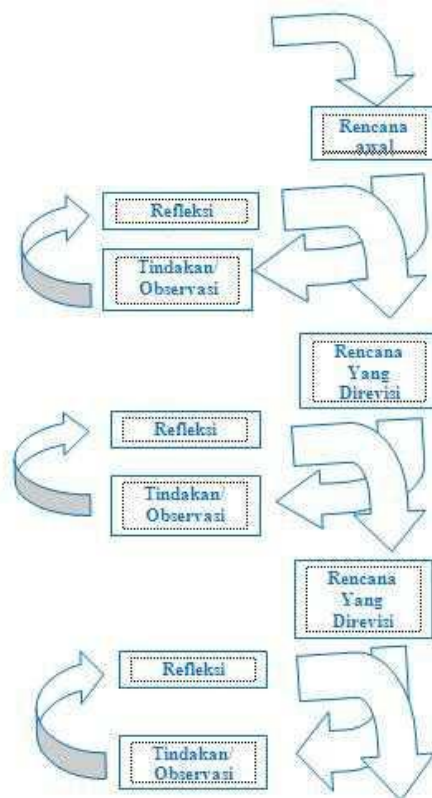 Rencana
awal
Refleksi
Tindakan/
Observasi
Rencana
Yang
Direvisi
Refleksi
Tindakan/
Observasi
Rencana
Yang
Direvisi
Refleksi
Tindakan/
Observasi